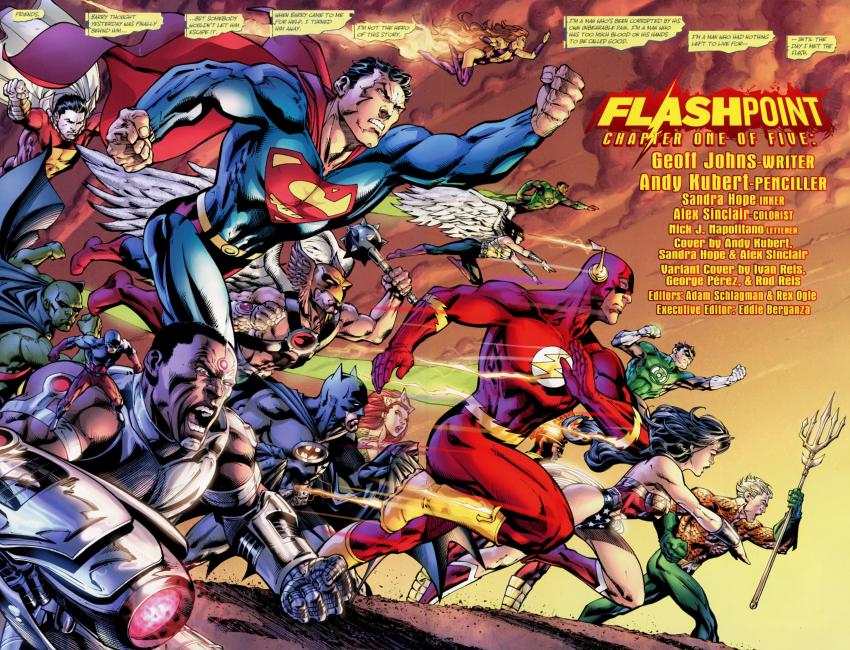 FRIENDS.
BARRY THOUGHT
YESTERDAY WAS FINALLY
BEHIND HIM...
...BUT SOMEBODY
WOULDN'T LET HIM
ESCAPE IT.
WHEN BARRY CAME TO ME
FOR HELP, I TURNED
HIM AWAY.
I'M NOT THE HERO
OF THIS STORY.
I'M A MAN WHO'S BEEN CORRUPTED BY HIS
OWN UNBEARABLE PAIN. I'M A MAN WHO
HAS TOO MUCH BLOOD ON HIS HANDS
TO BE CALLED GOOD.
I'M A MAN WHO HAD NOTHING
LEFT TO LIVE FOR--
--UNTIL THE
DAY I MET THE
FLASH.
FLASHPOINT
CHAPTER ONE OF FIVE:
Geoff Johns-WRITER
Andy Kubert-PENCILLER
Sandra Hope INKER
Alex Sinclair-COLORIST
Nick J. Napolitano LETTERER
Cover by Andy Kubert,
Sandra Hope & Alex Sinclair
Variant Cover by Ivan Reis,
George Pérez, & Rod Reis
Editors: Adam Schlagman & Rex Ogle
Executive Editor: Eddie Berganza